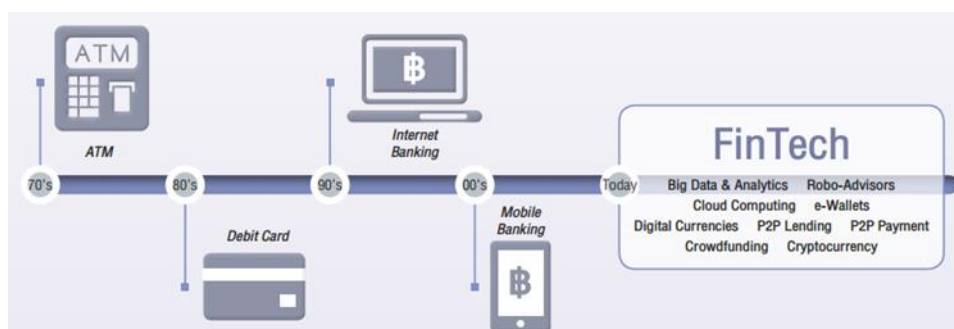 ATM
ATM
70's
80's
Debit Card
฿
Internet
Banking
90's
00's
Mobile
Banking
฿
Today
FinTech
Big Data & Analytics Robo-Advisors
Cloud Computing e-Wallets
Digital Currencies P2P Lending P2P Payment
Crowdfunding Cryptocurrency